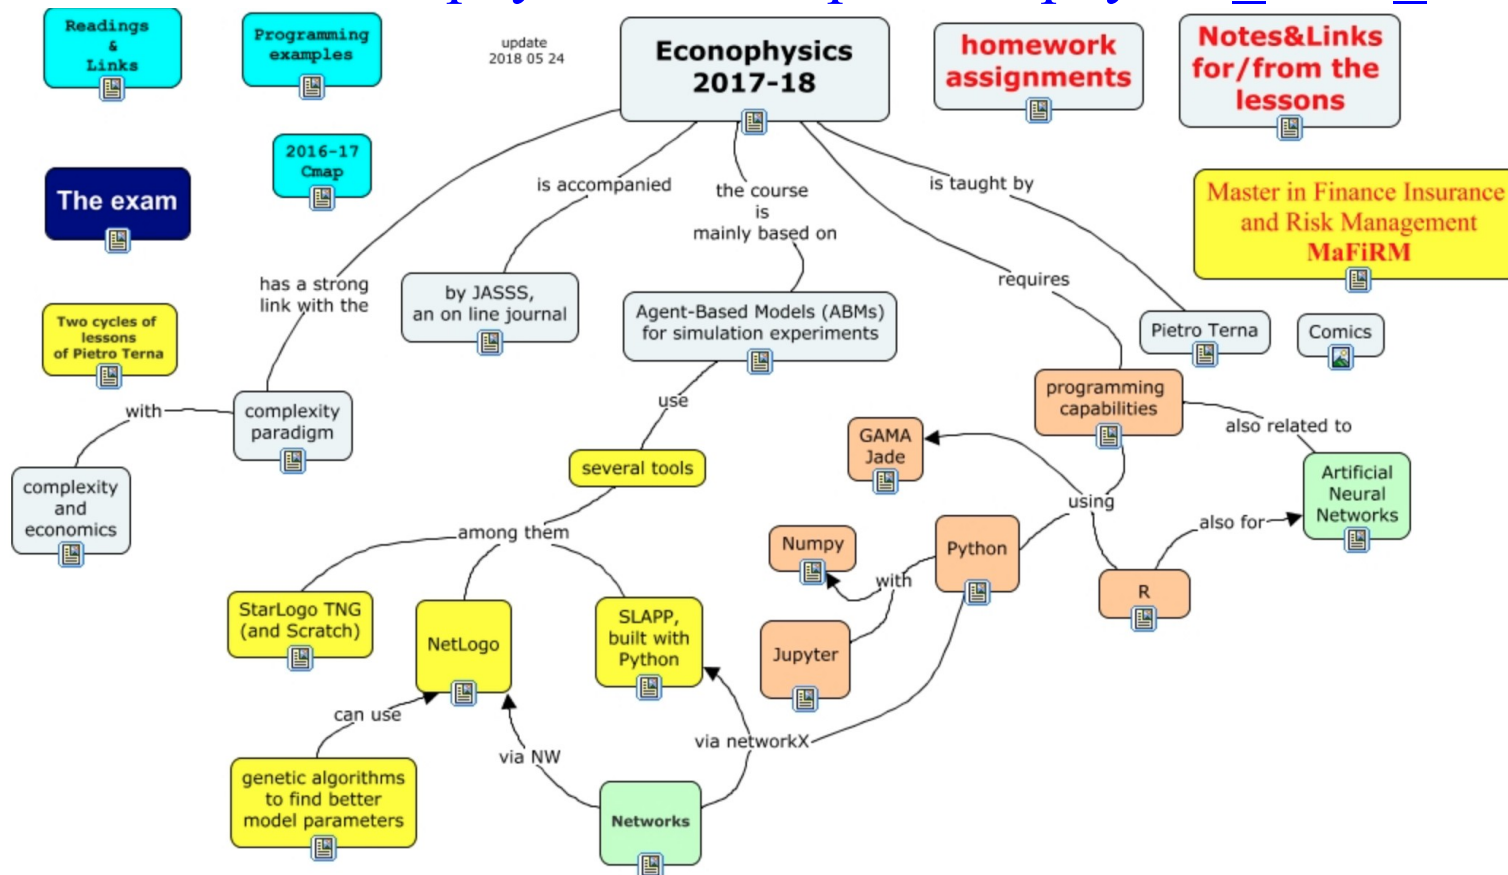 Readings
&
Links
Programming
examples
update
2018 05 24
Econophysics
2017-18
homework
assignments
Notes&Links
for/from the
lessons
The exam
2016-17
Cmap
is accompanied
the course
is
mainly based on
is taught by
Master in Finance Insurance
and Risk Management
MaFiRM
has a strong
link with the
by JASSS,
an on line journal
Agent-Based Models (ABMs)
for simulation experiments
requires
Pietro Terna
Comics
Two cycles of
lessons
of Pietro Terna
with
complexity
paradigm
use
programming
capabilities
also related to
GAMA
Jade
several tools
complexity
and
economics
among them
using
Artificial
Neural
Networks
also for
Numpy
Python
with
R
StarLogo TNG
(and Scratch)
NetLogo
SLAPP,
built with
Python
Jupyter
can use
via NW
via networkX
genetic algorithms
to find better
model parameters
Networks